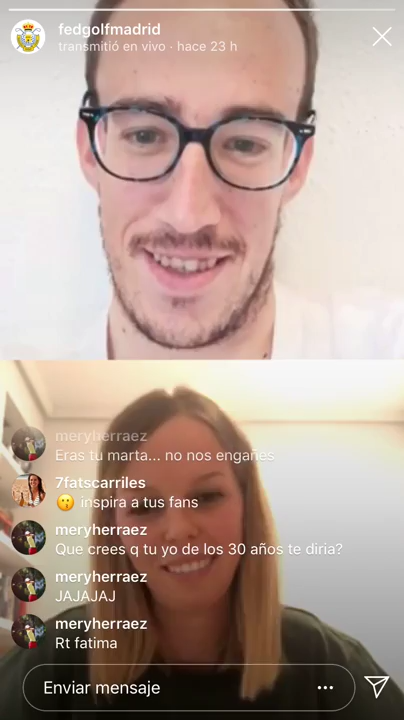 fedgolfmadrid
transmitió en vivo · hace 23 h
meryherraez
Eras tu marta... no nos engañes
7fatscarriles
😗 inspira a tus fans
meryherraez
Que crees q tu yo de los 30 años te diria?
meryherraez
JAJAJAJ
meryherraez
Rt fatima
Enviar mensaje